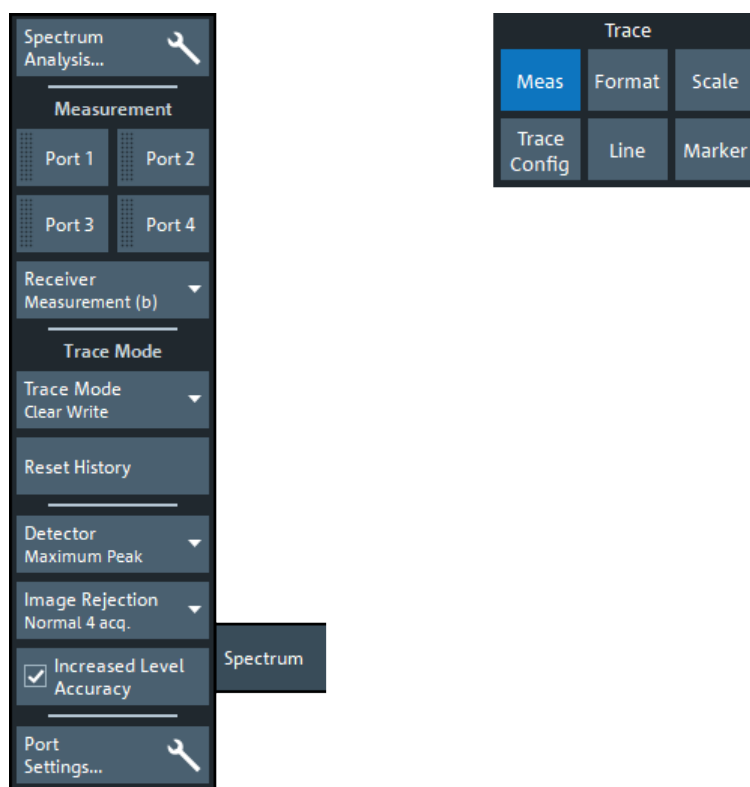 Spectrum
Analysis...
Measurement
Port 1
Port 2
Port 3
Port 4
Receiver
Measurement (b)
Trace Mode
Trace Mode
Clear Write
Reset History
Detector
Maximum Peak
Image Rejection
Normal 4 acq.
Increased Level
Accuracy
Port
Settings...
Spectrum
Trace
Meas
Format
Scale
Trace
Config
Line
Marker